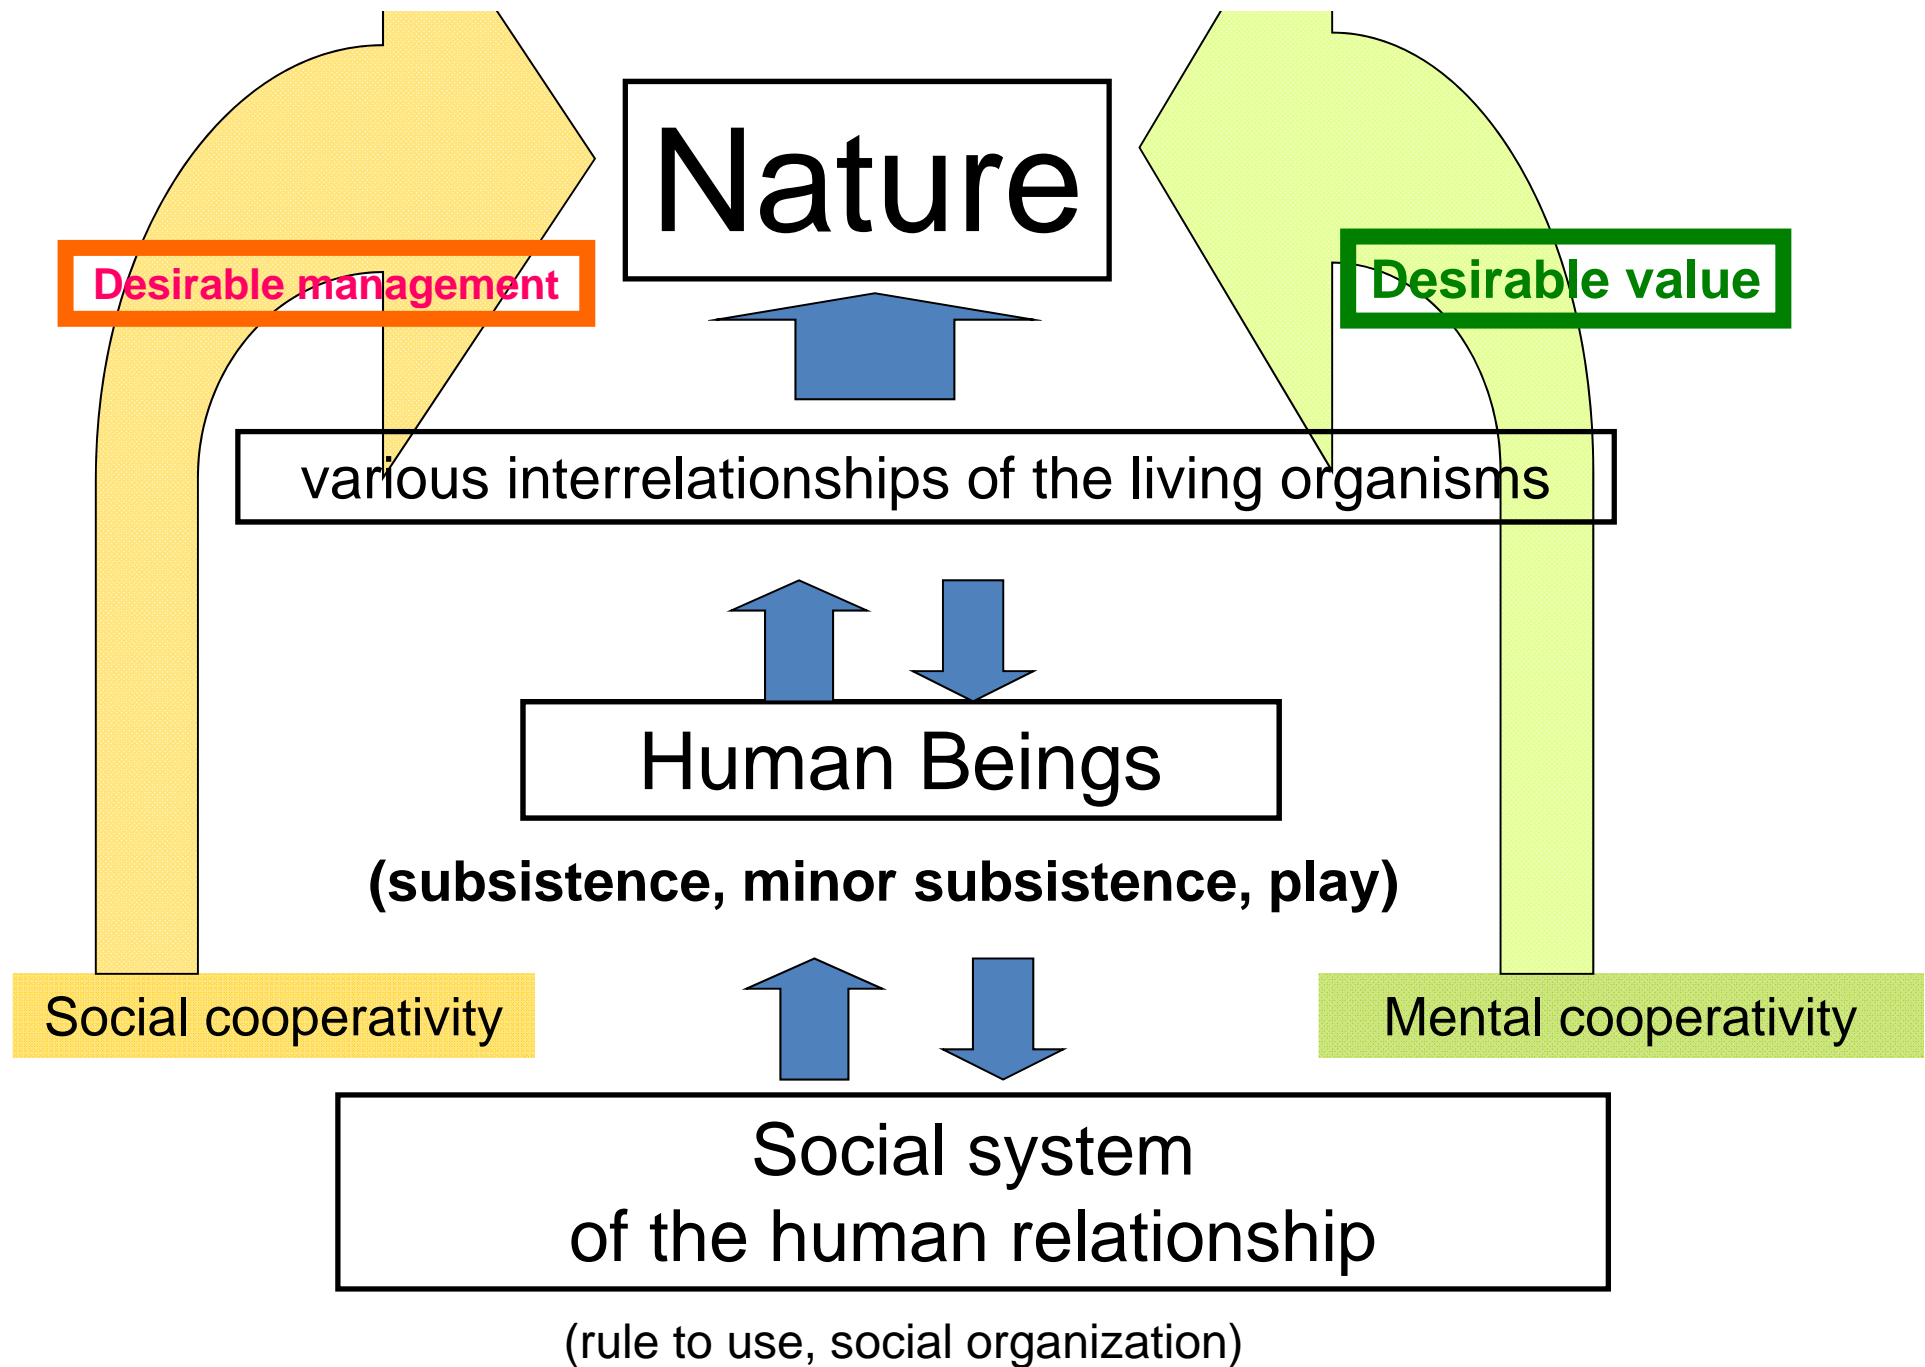 Nature
Desirable management
Desirable value
various interrelationships of the living organisms
Human Beings
(subsistence, minor subsistence, play)
Social cooperativity
Mental cooperativity
Social system
of the human relationship
(rule to use, social organization)